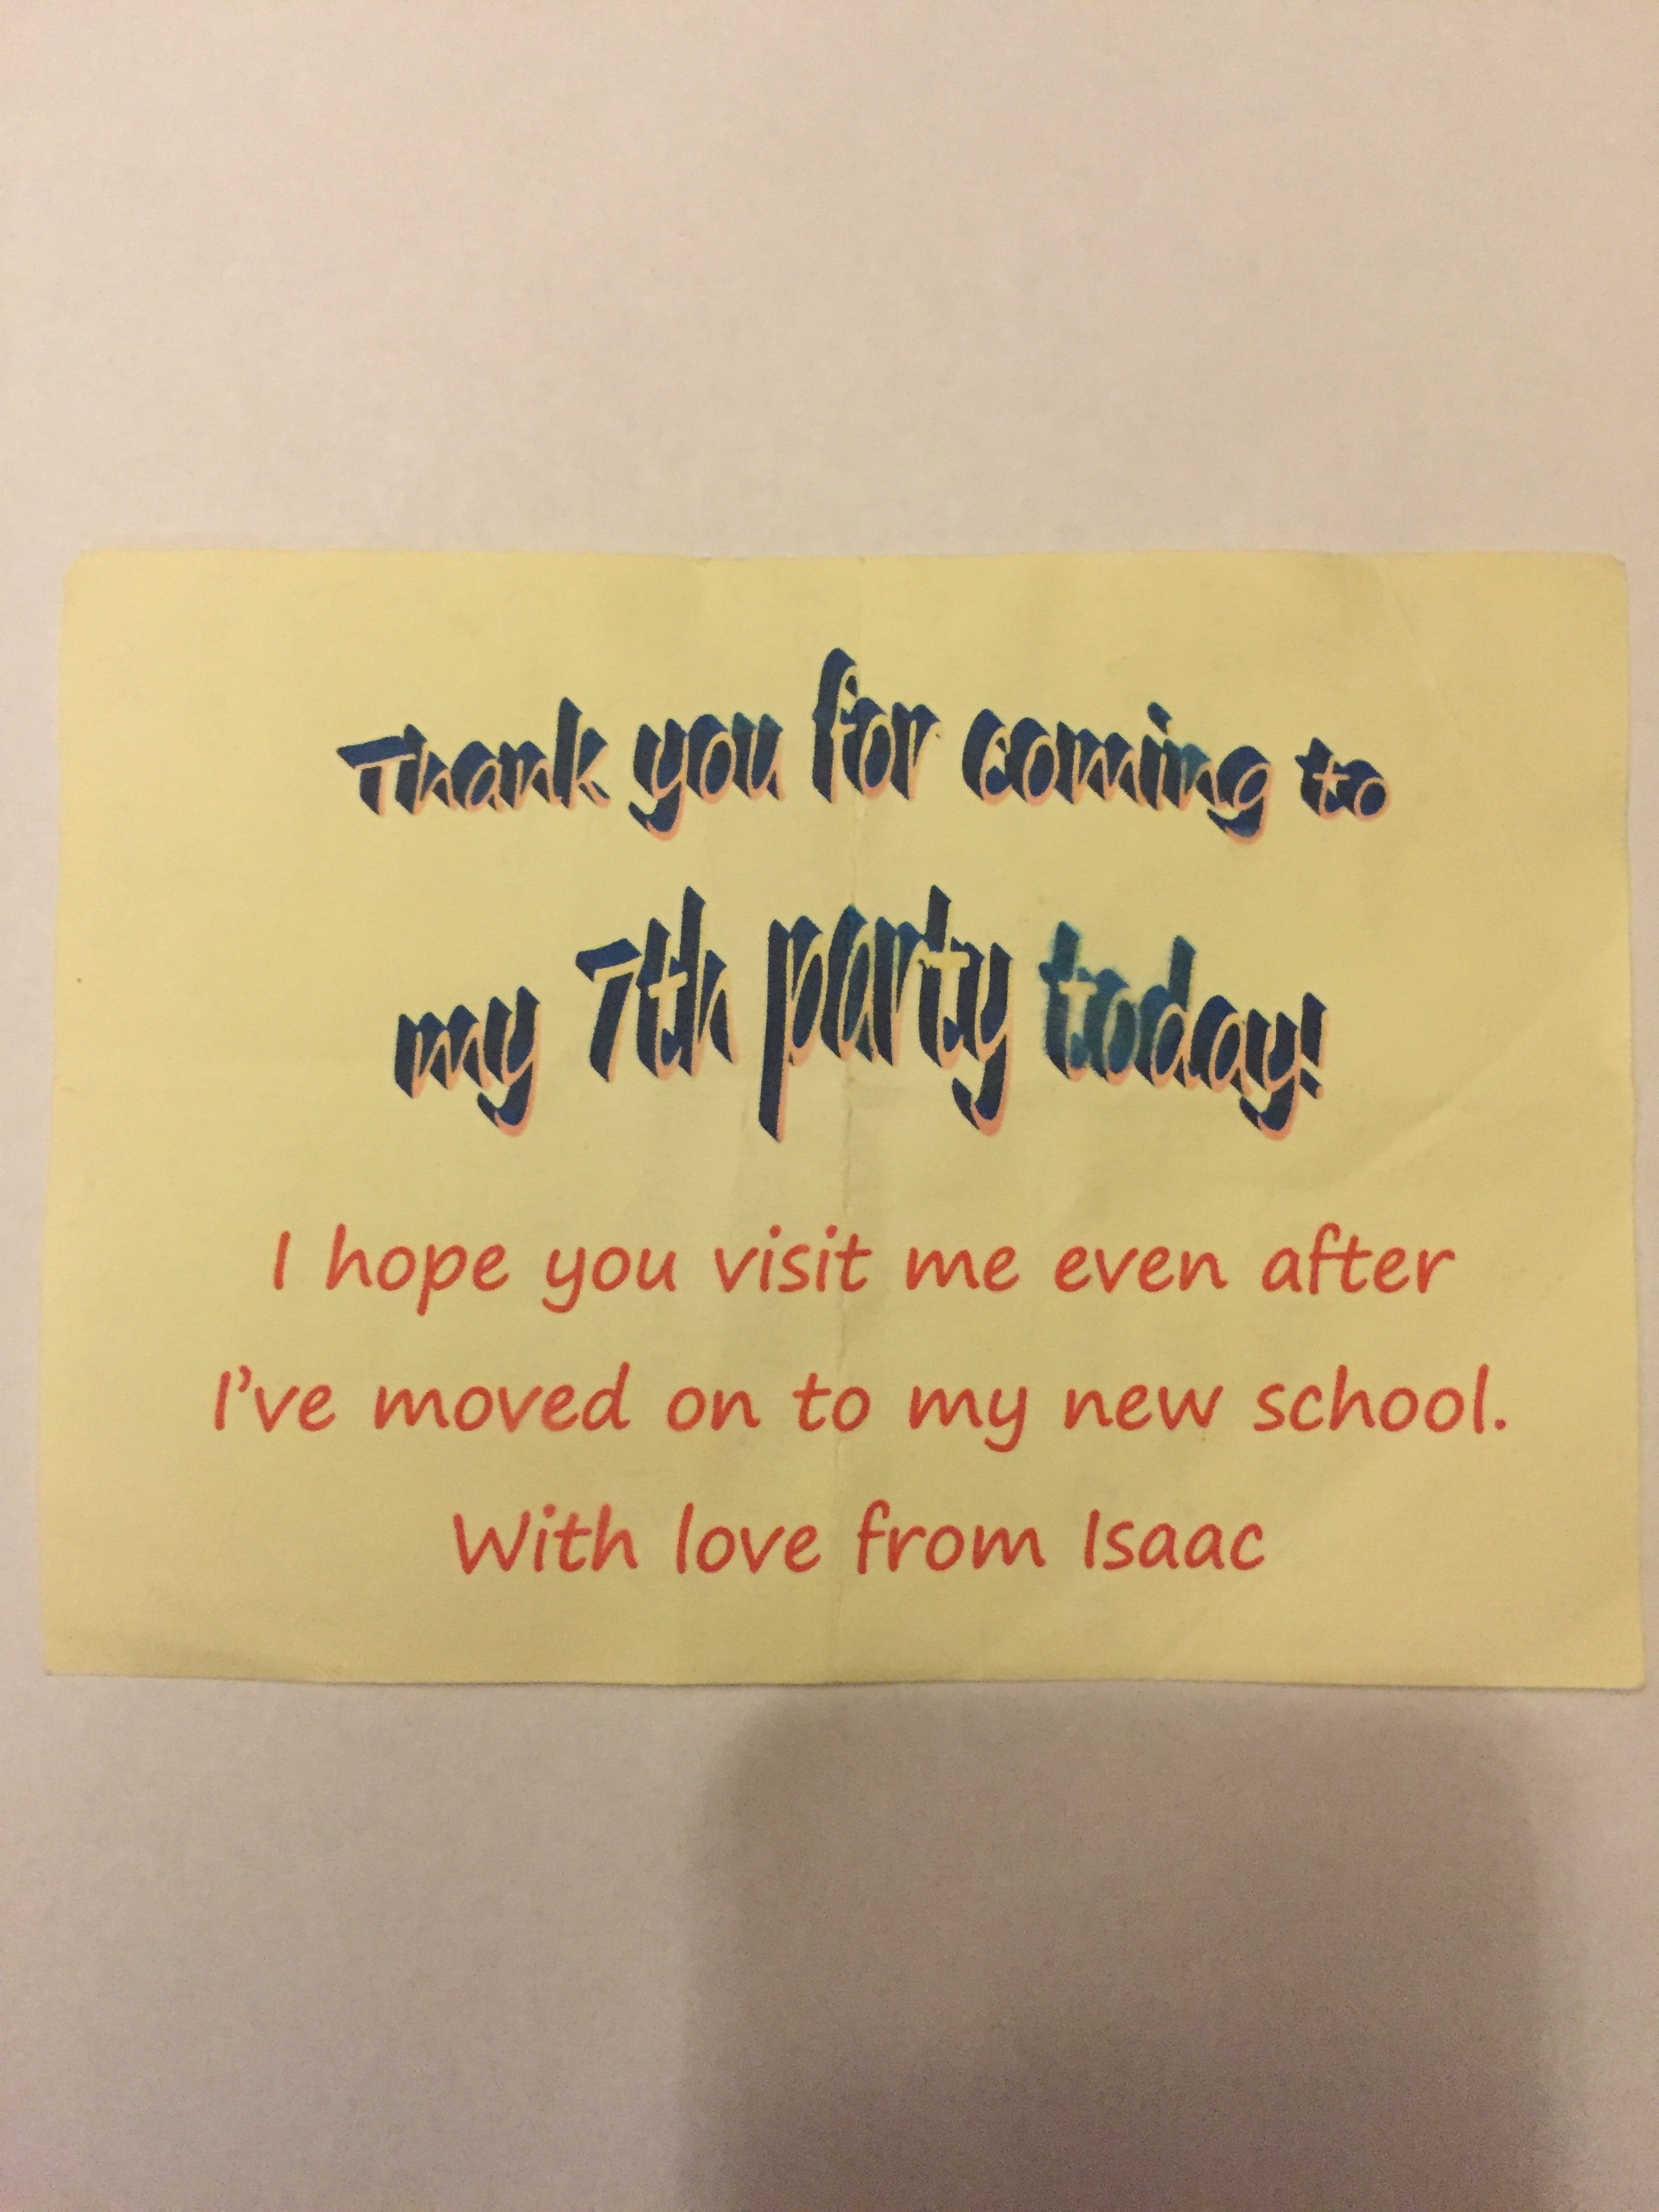 Thank you for coming to
my 7th party today!
I hope you visit me even after
I've moved on to my new school.
With love from Isaac